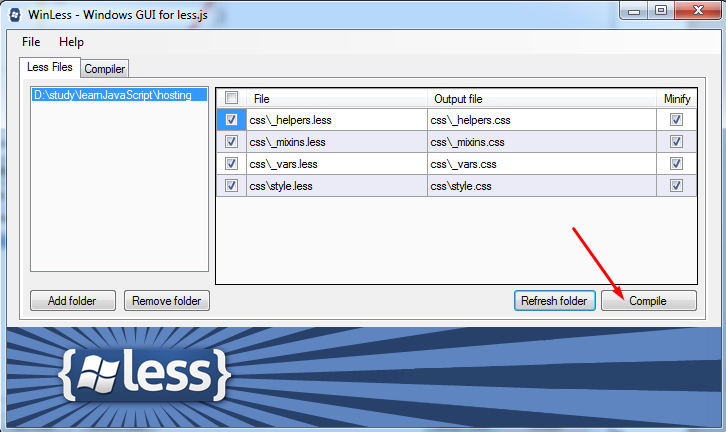 WinLess - Windows GUI for less.js
File Help
Less Files Compiler
D:\study\learnJavaScript\hosting
File Output file Minify
css\_helpers.less css\_helpers.css
css\_mixins.less css\_mixins.css
css\_vars.less css\_vars.css
css\style.less css\style.css
Add folder Remove folder Refresh folder Compile
{less}